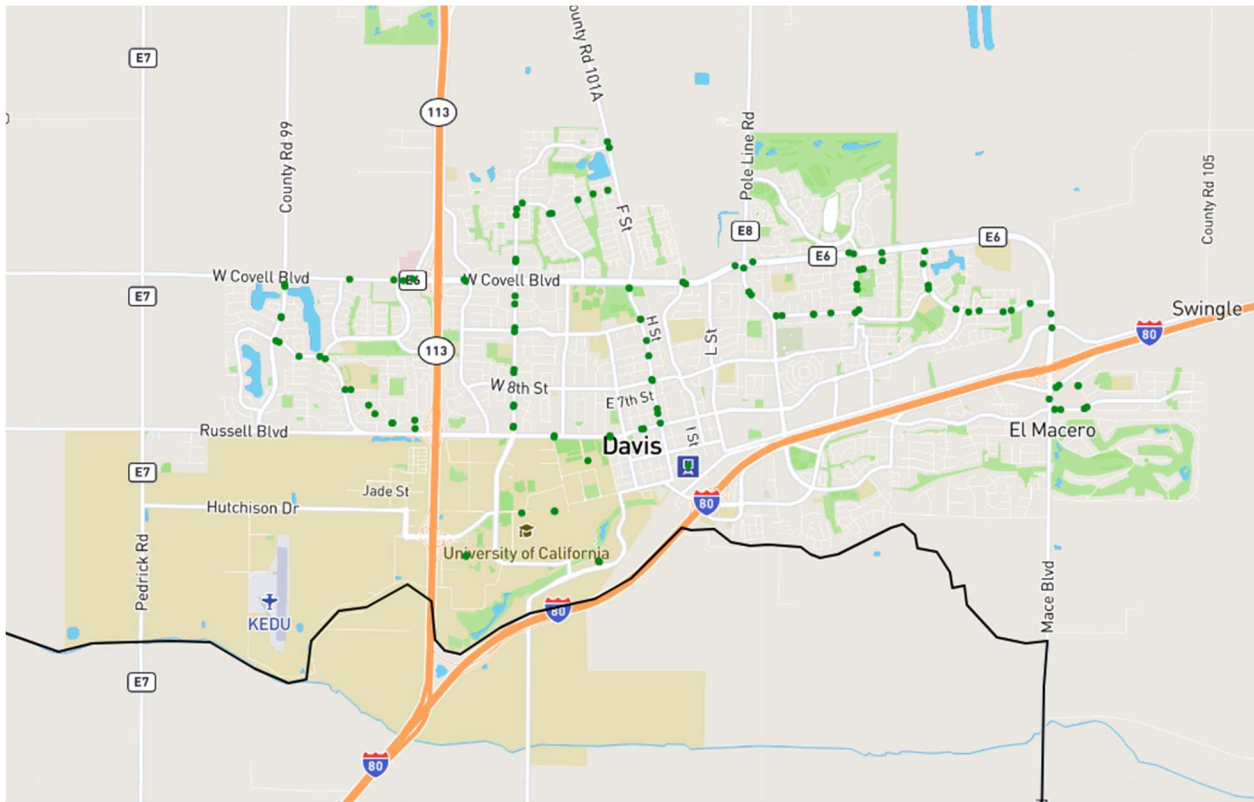 E7
113
County Rd 99
County Rd 101A
Pole Line Rd
County Rd 105
F St
E8
E6
E6
W Covell Blvd
E6
W Covell Blvd
E7
Swingle
80
113
H St
L St
W 8th St
E 7th St
Russell Blvd
Davis
I St
El Macero
E7
Jade St
Hutchison Dr
80
University of California
Pedrick Rd
KEDU
80
Mace Blvd
E7
80